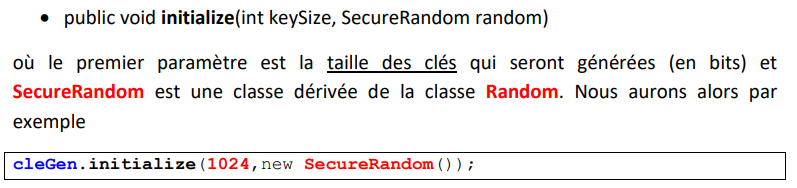 • public void initialize(int keySize, SecureRandom random)
où le premier paramètre est la taille des clés qui seront générées (en bits) et
SecureRandom est une classe dérivée de la classe Random. Nous aurons alors par
exemple
cleGen.initialize(1024,new SecureRandom());